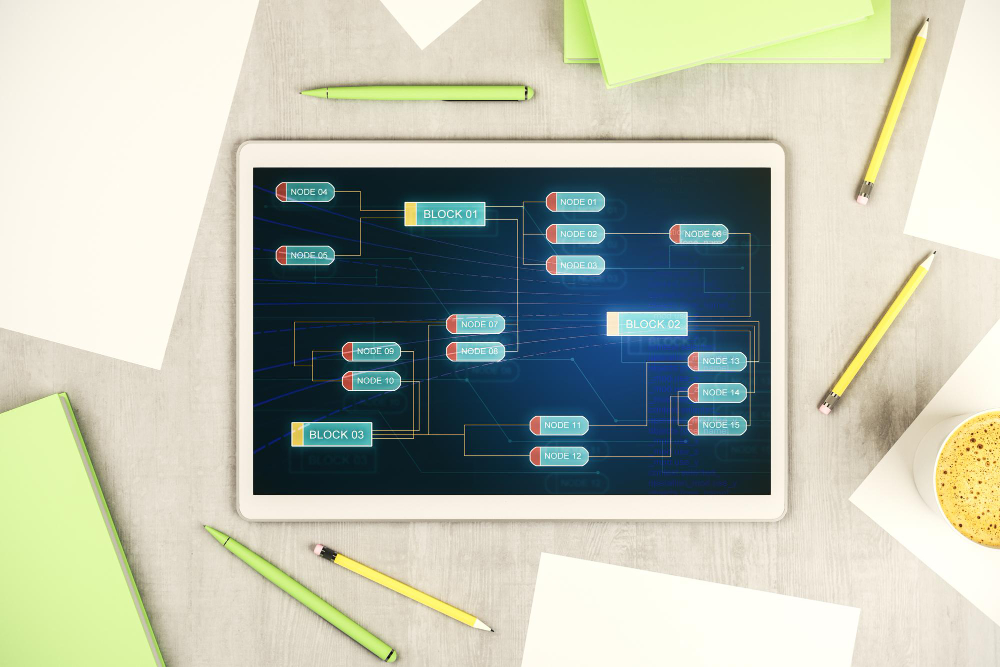 NODE 04
BLOCK 01
NODE 01
NODE 02
NODE 06
NODE 05
NODE 03
NODE 07
BLOCK 02
NODE 09
NODE 08
NODE 13
NODE 10
NODE 14
NODE 11
NODE 15
BLOCK 03
NODE 12